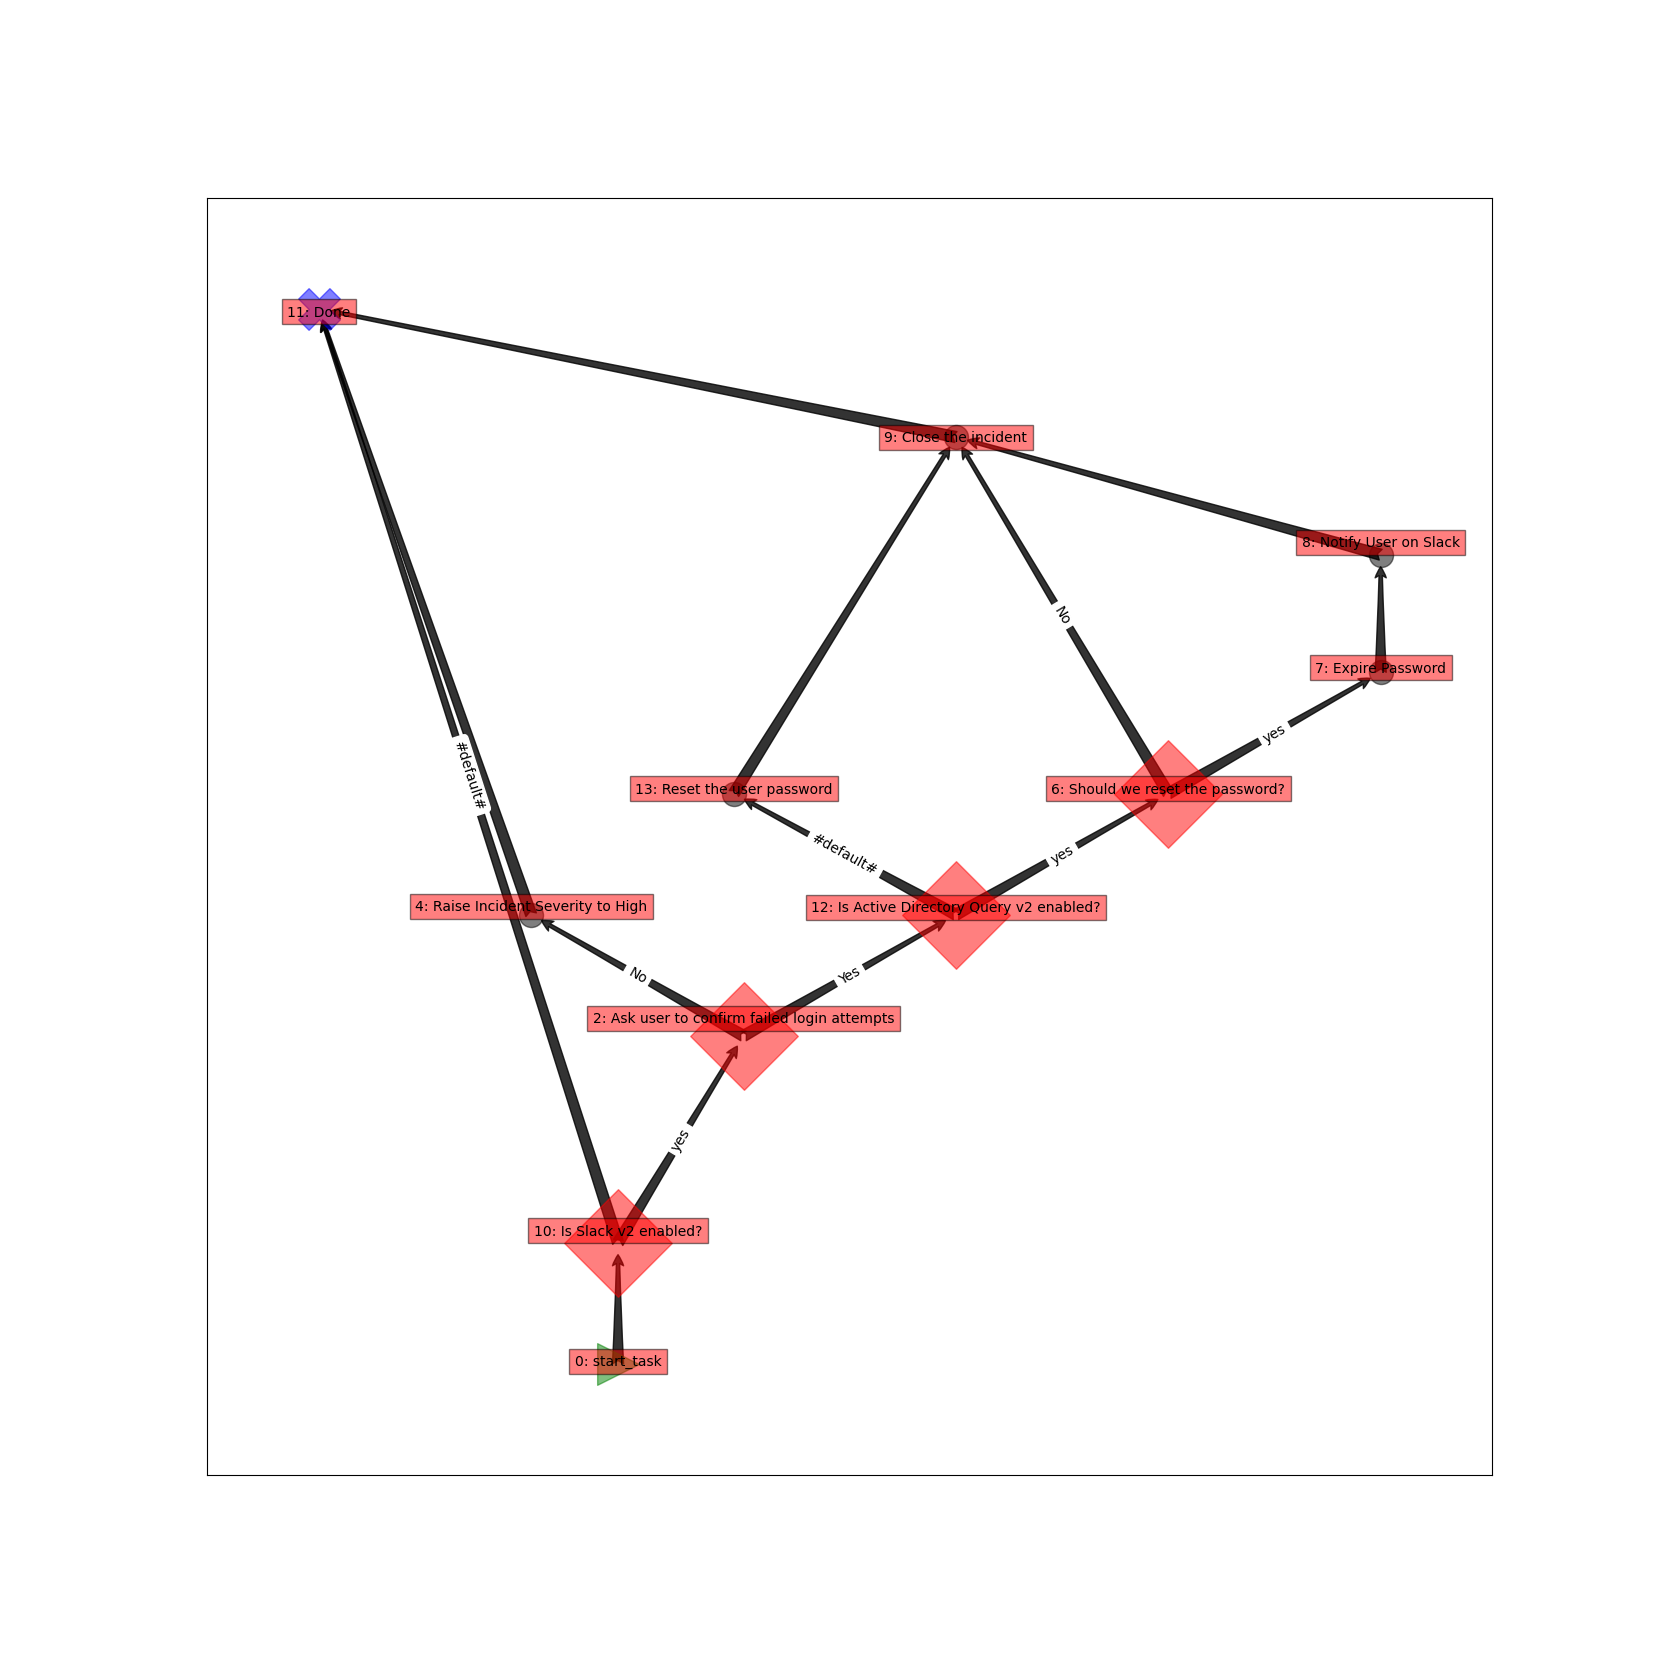 11: Done
9: Close the incident
8: Notify User on Slack
No
7: Expire Password
yes
#default#
13: Reset the user password
6: Should we reset the password?
#default#
yes
4: Raise Incident Severity to High
12: Is Active Directory Query v2 enabled?
No
Yes
2: Ask user to confirm failed login attempts
yes
10: Is Slack v2 enabled?
0: start_task